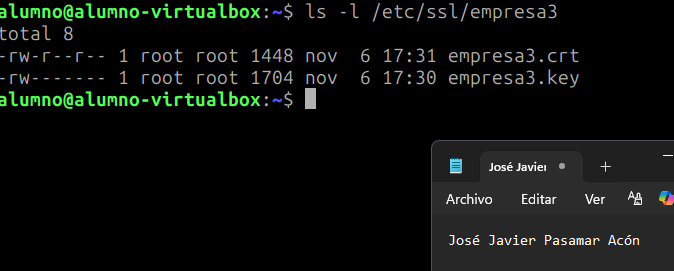 alumno@alumno-virtualbox:~$ ls -l /etc/ssl/empresa3
total 8
-rw-r--r-- 1 root root 1448 nov  6 17:31 empresa3.crt
-rw------- 1 root root 1704 nov  6 17:30 empresa3.key
alumno@alumno-virtualbox:~$
José Javier
Archivo Editar Ver
José Javier Pasamar Acón